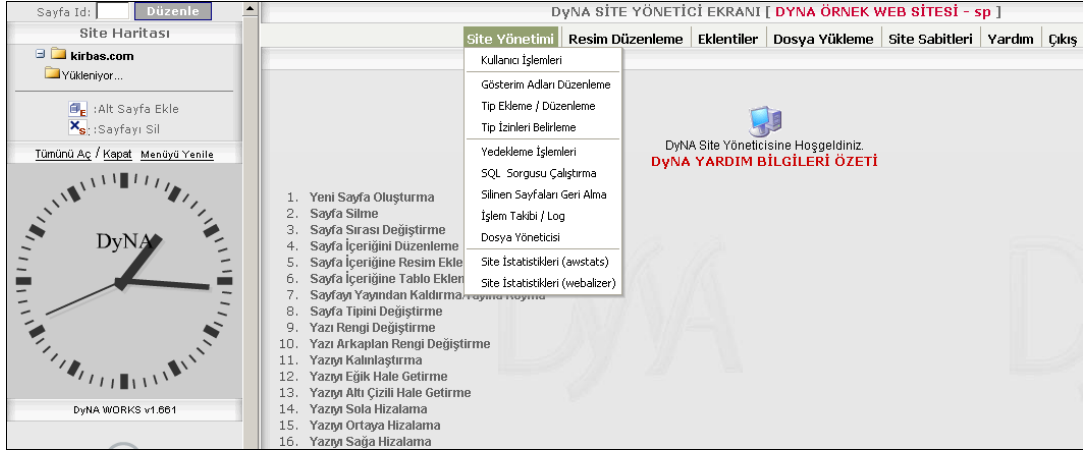 Sayfa Id: Düzenle
Site Haritası
kirbas.com
Yükleniyor...
:Alt Sayfa Ekle
:Sayfayı Sil
Tümünü Aç / Kapat Menüyü Yenile
DyNA
DyNA WORKS v1.661
DyNA SİTE YÖNETİCİ EKRANI [ DYNA ÖRNEK WEB SİTESİ - sp ]
Site Yönetimi Resim Düzenleme Eklentiler Dosya Yükleme Site Sabitleri Yardım Çıkış
Kullanıcı İşlemleri
Gösterim Adları Düzenleme
Tip Ekleme / Düzenleme
Tip İzinleri Belirleme
Yedekleme İşlemleri
SQL Sorgusu Çalıştırma
Silinen Sayfaları Geri Alma
İşlem Takibi / Log
Dosya Yöneticisi
Site İstatistikleri (awstats)
Site İstatistikleri (webalizer)
DyNA Site Yöneticisine Hoşgeldiniz.
DyNA YARDIM BİLGİLERİ ÖZETİ
1. Yeni Sayfa Oluşturma
2. Sayfa Silme
3. Sayfa Sırası Değiştirme
4. Sayfa İçeriğini Düzenleme
5. Sayfa İçeriğine Resim Ekle
6. Sayfa İçeriğine Tablo Eklen
7. Sayfayı Yayından Kaldırma/Yayına Koyma
8. Sayfa Tipini Değiştirme
9. Yazı Rengi Değiştirme
10. Yazı Arkaplan Rengi Değiştirme
11. Yazıyı Kalınlaştırma
12. Yazıyı Eğik Hale Getirme
13. Yazıyı Altı Çizili Hale Getirme
14. Yazıyı Sola Hizalama
15. Yazıyı Ortaya Hizalama
16. Yazıyı Sağa Hizalama